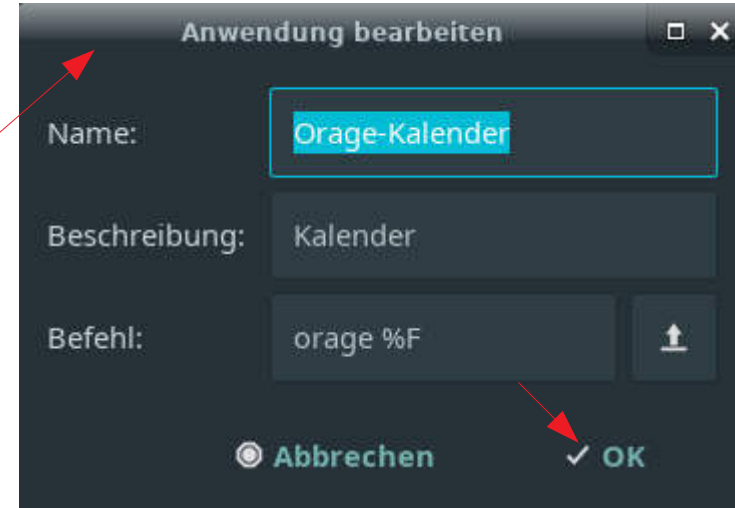 Anwendung bearbeiten
Name: Orage-Kalender
Beschreibung: Kalender
Befehl: orage %F
Abbrechen OK